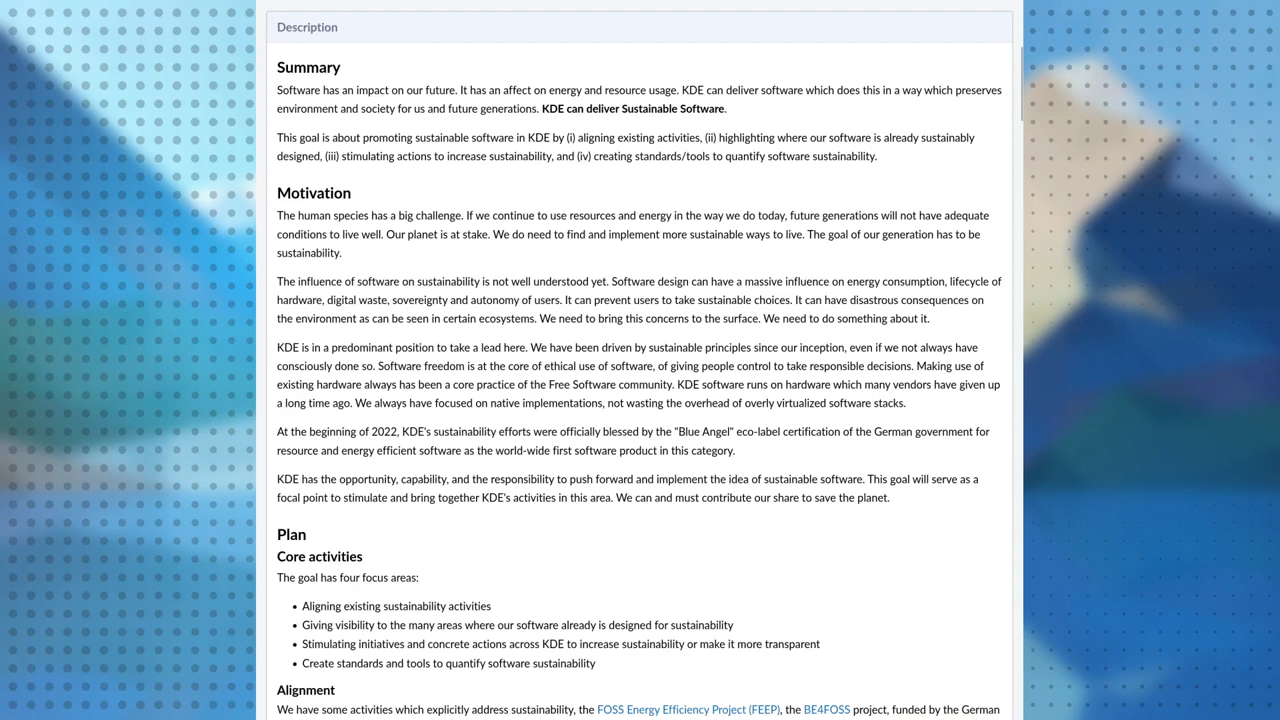 Description
Summary
Software has an impact on our future. It has an affect on energy and resource usage. KDE can deliver software which does this in a way which preserves
environment and society for us and future generations. KDE can deliver Sustainable Software.
This goal is about promoting sustainable software in KDE by (i) aligning existing activities, (ii) highlighting where our software is already sustainably
designed, (iii) stimulating actions to increase sustainability, and (iv) creating standards/tools to quantify software sustainability.
Motivation
The human species has a big challenge. If we continue to use resources and energy in the way we do today, future generations will not have adequate
conditions to live well. Our planet is at stake. We do need to find and implement more sustainable ways to live. The goal of our generation has to be
sustainability.
The influence of software on sustainability is not well understood yet. Software design can have a massive influence on energy consumption, lifecycle of
hardware, digital waste, sovereignty and autonomy of users. It can prevent users to take sustainable choices. It can have disastrous consequences on
the environment as can be seen in certain ecosystems. We need to bring this concerns to the surface. We need to do something about it.
KDE is in a predominant position to take a lead here. We have been driven by sustainable principles since our inception, even if we not always have
consciously done so. Software freedom is at the core of ethical use of software, of giving people control to take responsible decisions. Making use of
existing hardware always has been a core practice of the Free Software community. KDE software runs on hardware which many vendors have given up
a long time ago. We always have focused on native implementations, not wasting the overhead of overly virtualized software stacks.
At the beginning of 2022, KDE's sustainability efforts were officially blessed by the "Blue Angel" eco-label certification of the German government for
resource and energy efficient software as the world-wide first software product in this category.
KDE has the opportunity, capability, and the responsibility to push forward and implement the idea of sustainable software. This goal will serve as a
focal point to stimulate and bring together KDE's activities in this area. We can and must contribute our share to save the planet.
Plan
Core activities
The goal has four focus areas:
• Aligning existing sustainability activities
• Giving visibility to the many areas where our software already is designed for sustainability
• Stimulating initiatives and concrete actions across KDE to increase sustainability or make it more transparent
• Create standards and tools to quantify software sustainability
Alignment
We have some activities which explicitly address sustainability, the FOSS Energy Efficiency Project (FEEP), the BE4FOSS project, funded by the German